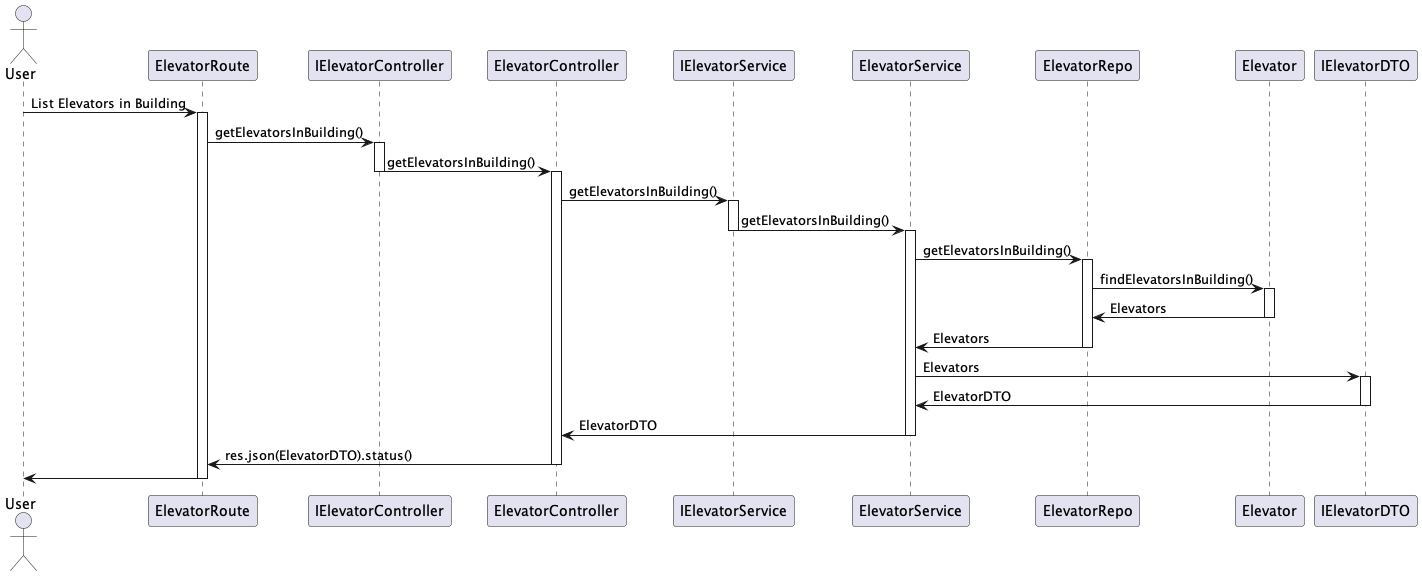 User
ElevatorRoute
IElevatorController
ElevatorController
IElevatorService
ElevatorService
ElevatorRepo
Elevator
IElevatorDTO
List Elevators in Building
getElevatorsInBuilding()
getElevatorsInBuilding()
getElevatorsInBuilding()
getElevatorsInBuilding()
getElevatorsInBuilding()
findElevatorsInBuilding()
Elevators
Elevators
Elevators
ElevatorDTO
ElevatorDTO
res.json(ElevatorDTO).status()
User
ElevatorRoute
IElevatorController
ElevatorController
IElevatorService
ElevatorService
ElevatorRepo
Elevator
IElevatorDTO